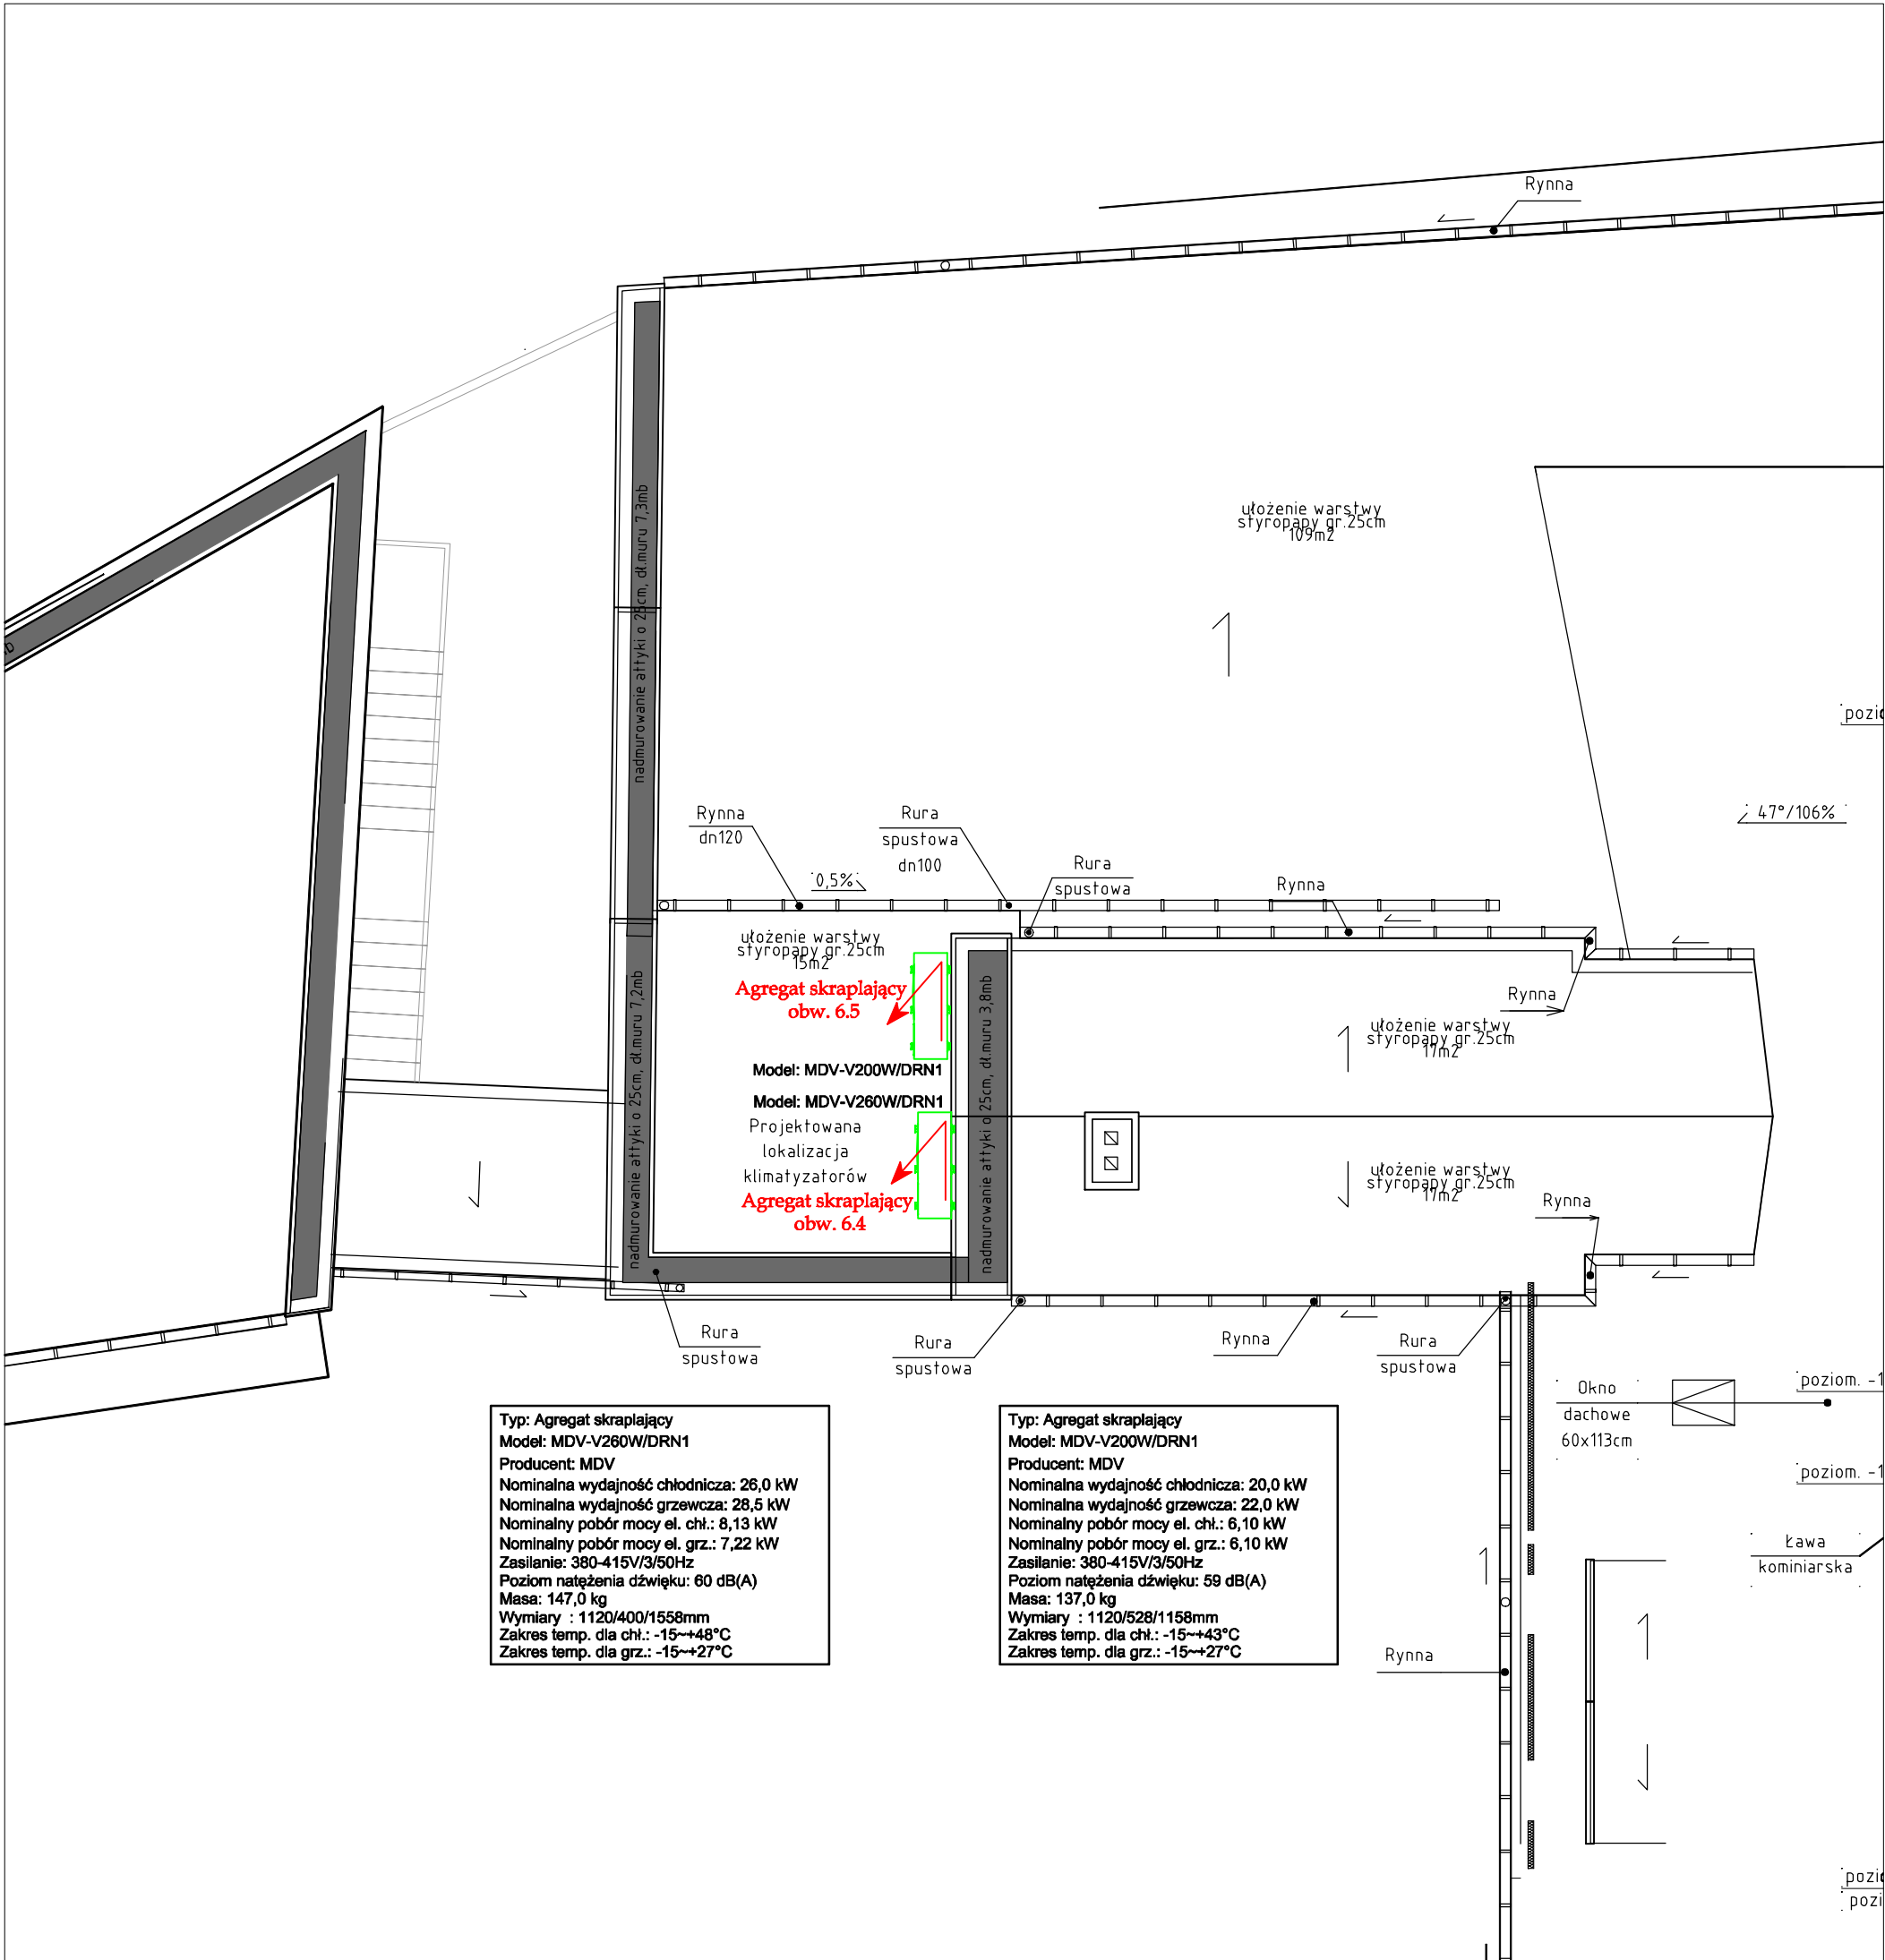 Rynna
ułożenie warstwy
styropapy gr.25cm
109m2
nadmurowanie attyki o 25cm, dł.muru 7,3mb
47°/106%
Rynna
dn120
0,5%
Rura
spustowa
dn100
Rura
spustowa
Rynna
ułożenie warstwy
styropapy gr.25cm
15m2
Agregat skraplający
obw. 6.5
Model: MDV-V200W/DRN1
Model: MDV-V260W/DRN1
Projektowana
lokalizacja
klimatyzatorów
Agregat skraplający
obw. 6.4
nadmurowanie attyki o 25cm, dł.muru 7,2mb
nadmurowanie attyki o 25cm, dł.muru 3,8mb
Rynna
ułożenie warstwy
styropapy gr.25cm
17m2
ułożenie warstwy
styropapy gr.25cm
17m2
Rynna
Rura
spustowa
Rura
spustowa
Rynna
Rura
spustowa
Okno
dachowe
60x113cm
poziom. -1
poziom. -1
Ława
kominiarska
Rynna
Typ: Agregat skraplający
Model: MDV-V260W/DRN1
Producent: MDV
Nominalna wydajność chłodnicza: 26,0 kW
Nominalna wydajność grzewcza: 28,5 kW
Nominalny pobór mocy el. chł.: 8,13 kW
Nominalny pobór mocy el. grz.: 7,22 kW
Zasilanie: 380-415V/3/50Hz
Poziom natężenia dźwięku: 60 dB(A)
Masa: 147,0 kg
Wymiary : 1120/400/1558mm
Zakres temp. dla chł.: -15~+48°C
Zakres temp. dla grz.: -15~+27°C
Typ: Agregat skraplający
Model: MDV-V200W/DRN1
Producent: MDV
Nominalna wydajność chłodnicza: 20,0 kW
Nominalna wydajność grzewcza: 22,0 kW
Nominalny pobór mocy el. chł.: 6,10 kW
Nominalny pobór mocy el. grz.: 6,10 kW
Zasilanie: 380-415V/3/50Hz
Poziom natężenia dźwięku: 59 dB(A)
Masa: 137,0 kg
Wymiary : 1120/528/1158mm
Zakres temp. dla chł.: -15~+43°C
Zakres temp. dla grz.: -15~+27°C